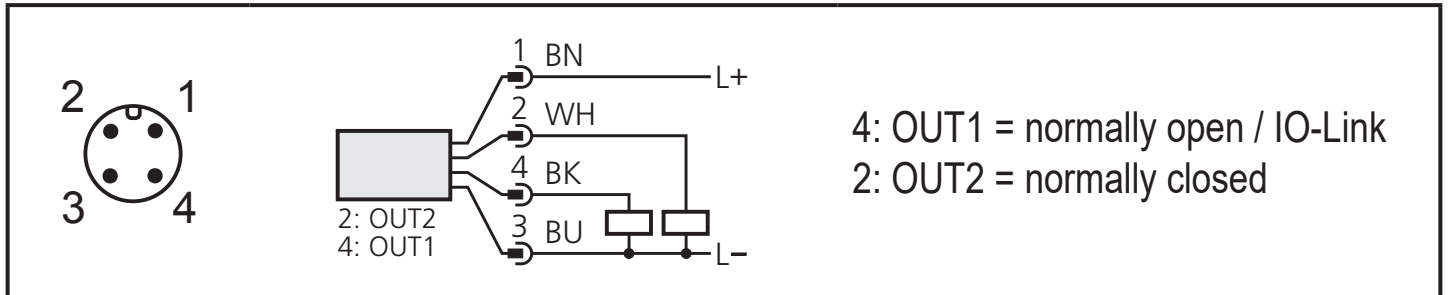 2 1
3 4
1 BN
L+
2 WH
4 BK
3 BU
L–
2: OUT2
4: OUT1
4: OUT1 = normally open / IO-Link
2: OUT2 = normally closed